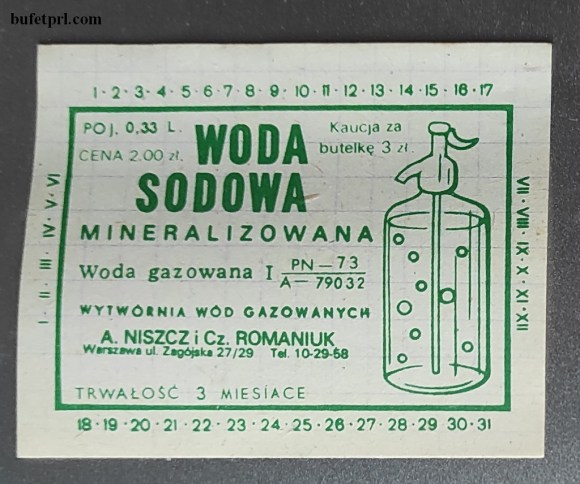 bufetprl.com
1·2·3·4·5·6·7·8·9·10·11·12·13·14·15·16·17
POJ. 0,33 L.
CENA 2.00 zł.
WODA
SODOWA
Kaucja za
butelkę 3 zł.
MINERALIZOWANA
Woda gazowana I PN-73
A-79032
WYTWÓRNIA WÓD GAZOWANYCH
A. NISZCZ i Cz. ROMANIUK
Warszawa ul. Zagójska 27/29 Tel. 10-29-58
TRWAŁOŚĆ 3 MIESIACE
I·II·III·IV·V·VI
VII·VIII·IX·X·XI·XII
18·19·20·21·22·23·24·25·26·27·28·29·30·31